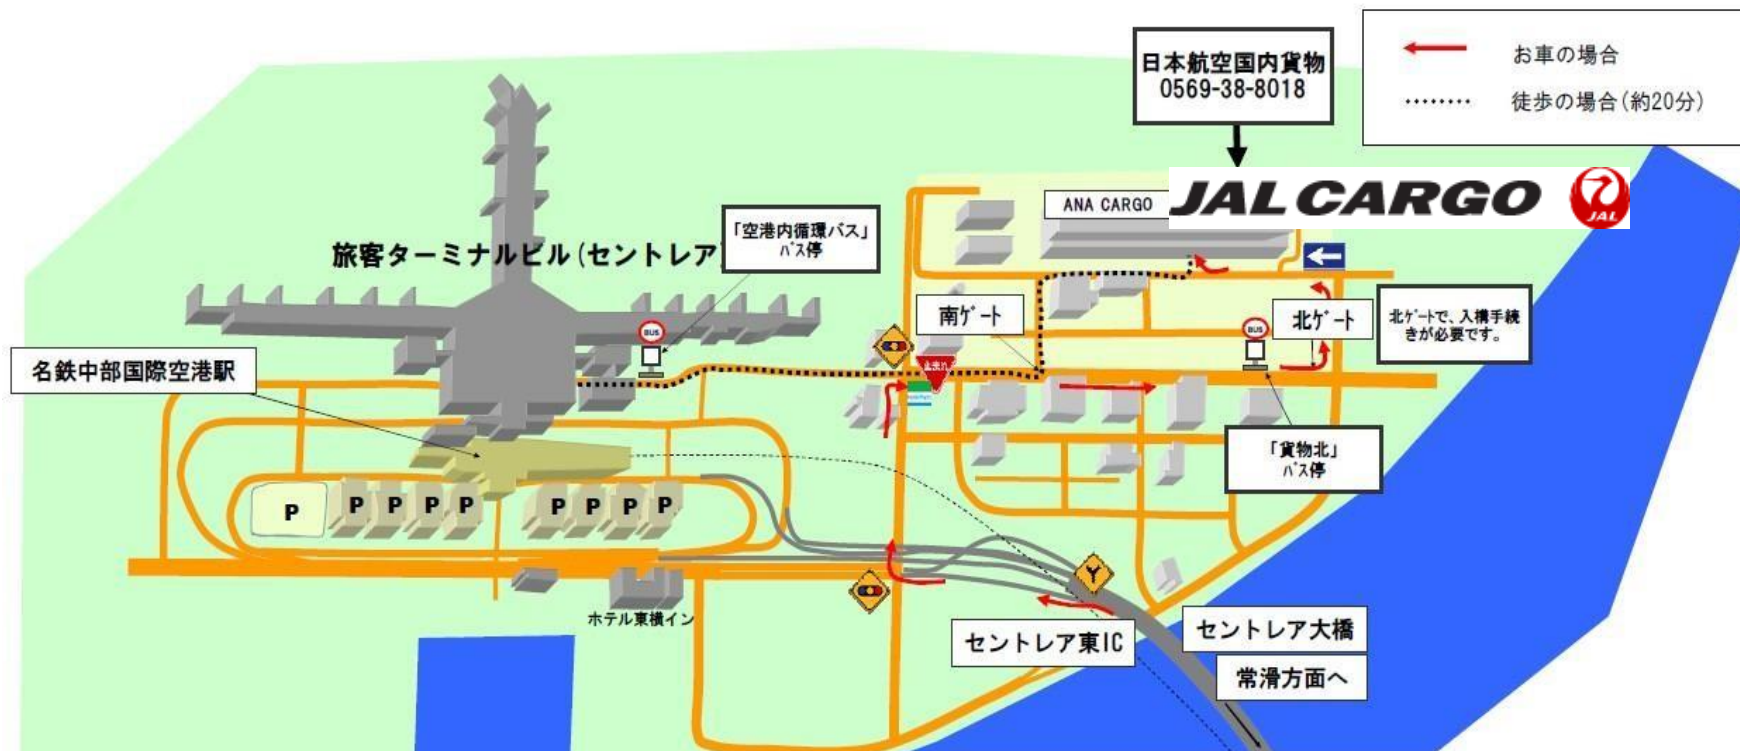 日本航空国内貨物
0569-38-8018
お車の場合
徒歩の場合(約20分)
ANA CARGO
JAL CARGO
JAL
「空港内循環バス」
バス停
旅客ターミナルビル(セントレア
BUS
南ゲート
北ゲート
BUS
北ゲートで、入構手続
きが必要です。
止まれ
名鉄中部国際空港駅
「貨物北」
バス停
P
P
P
P
P
P
P
P
P
ホテル東横イン
セントレア東IC
セントレア大橋
常滑方面へ